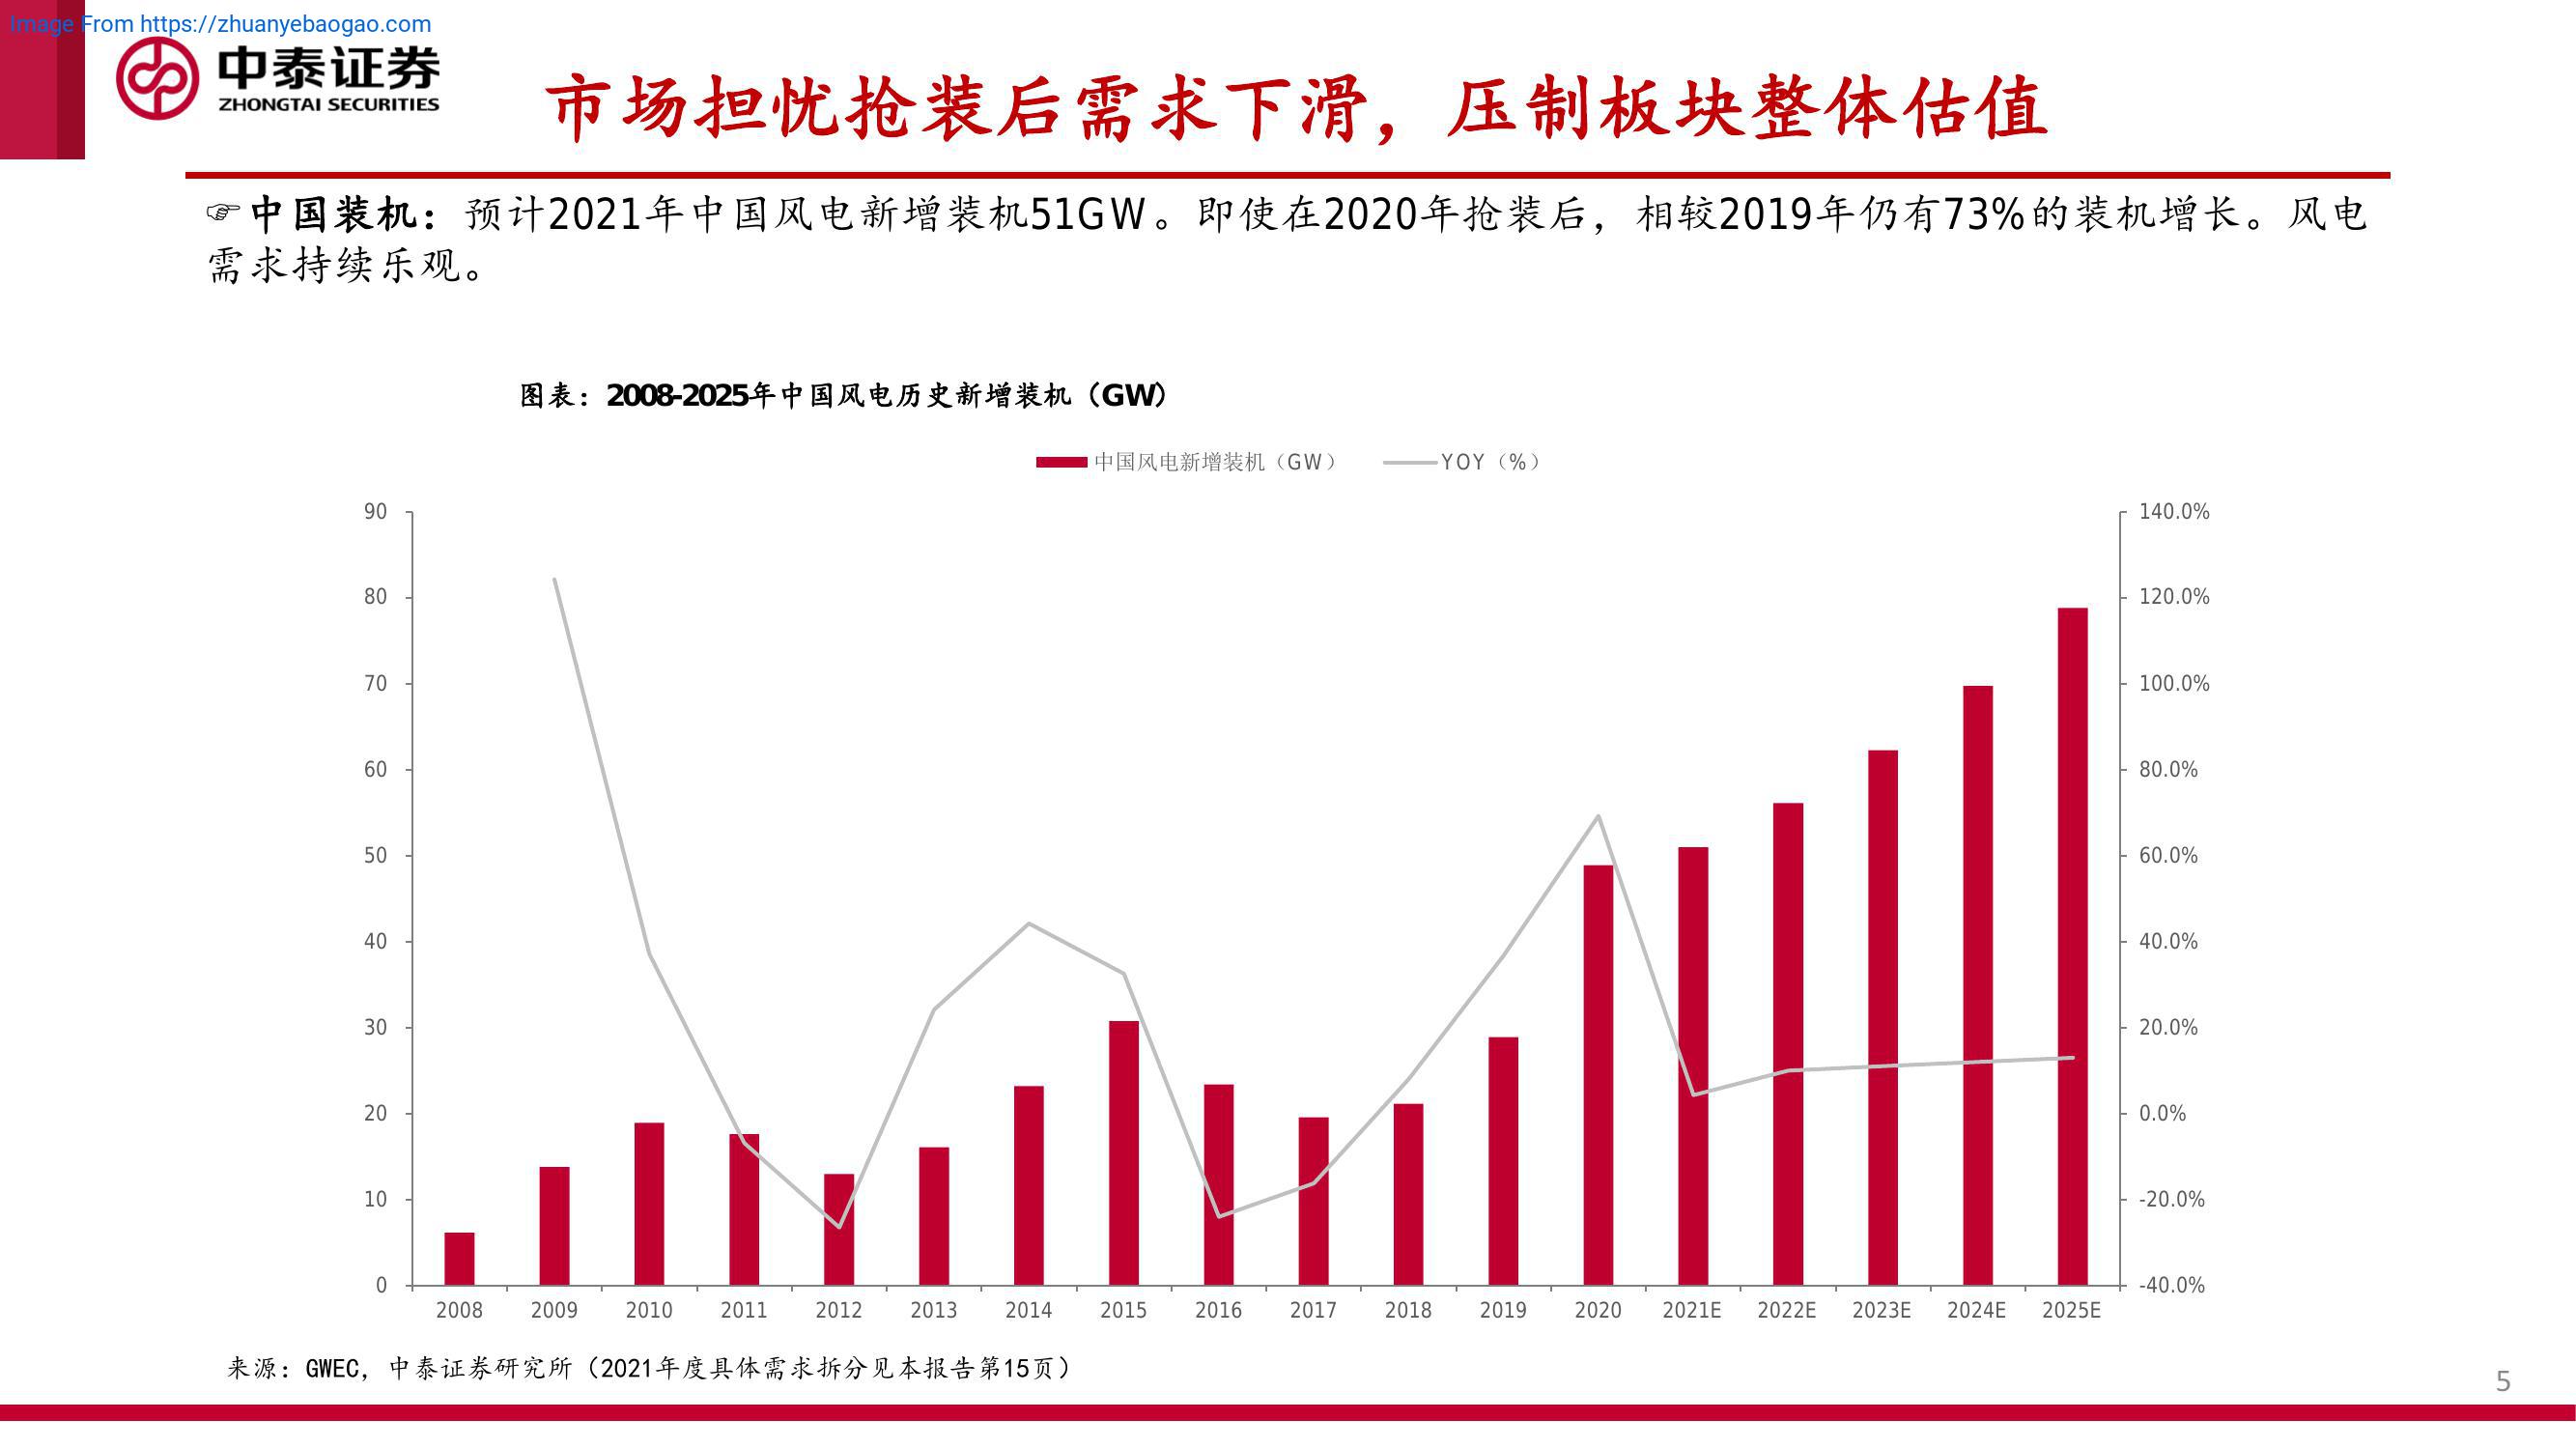 Image From https://zhuanyebaogao.com
中泰证券
ZHONGTAI SECURITIES
市场担忧抢装后需求下滑，压制板块整体估值
☞中国装机：预计2021年中国风电新增装机51GW。即使在2020年抢装后，相较2019年仍有73%的装机增长。风电
需求持续乐观。
图表：2008-2025年中国风电历史新增装机（GW）
中国风电新增装机（GW） YOY（%）
90 140.0%
80 120.0%
70 100.0%
60 80.0%
50 60.0%
40 40.0%
30 20.0%
20 0.0%
10 -20.0%
0 -40.0%
2008 2009 2010 2011 2012 2013 2014 2015 2016 2017 2018 2019 2020 2021E 2022E 2023E 2024E 2025E
来源：GWEC，中泰证券研究所（2021年度具体需求拆分见本报告第15页）
5